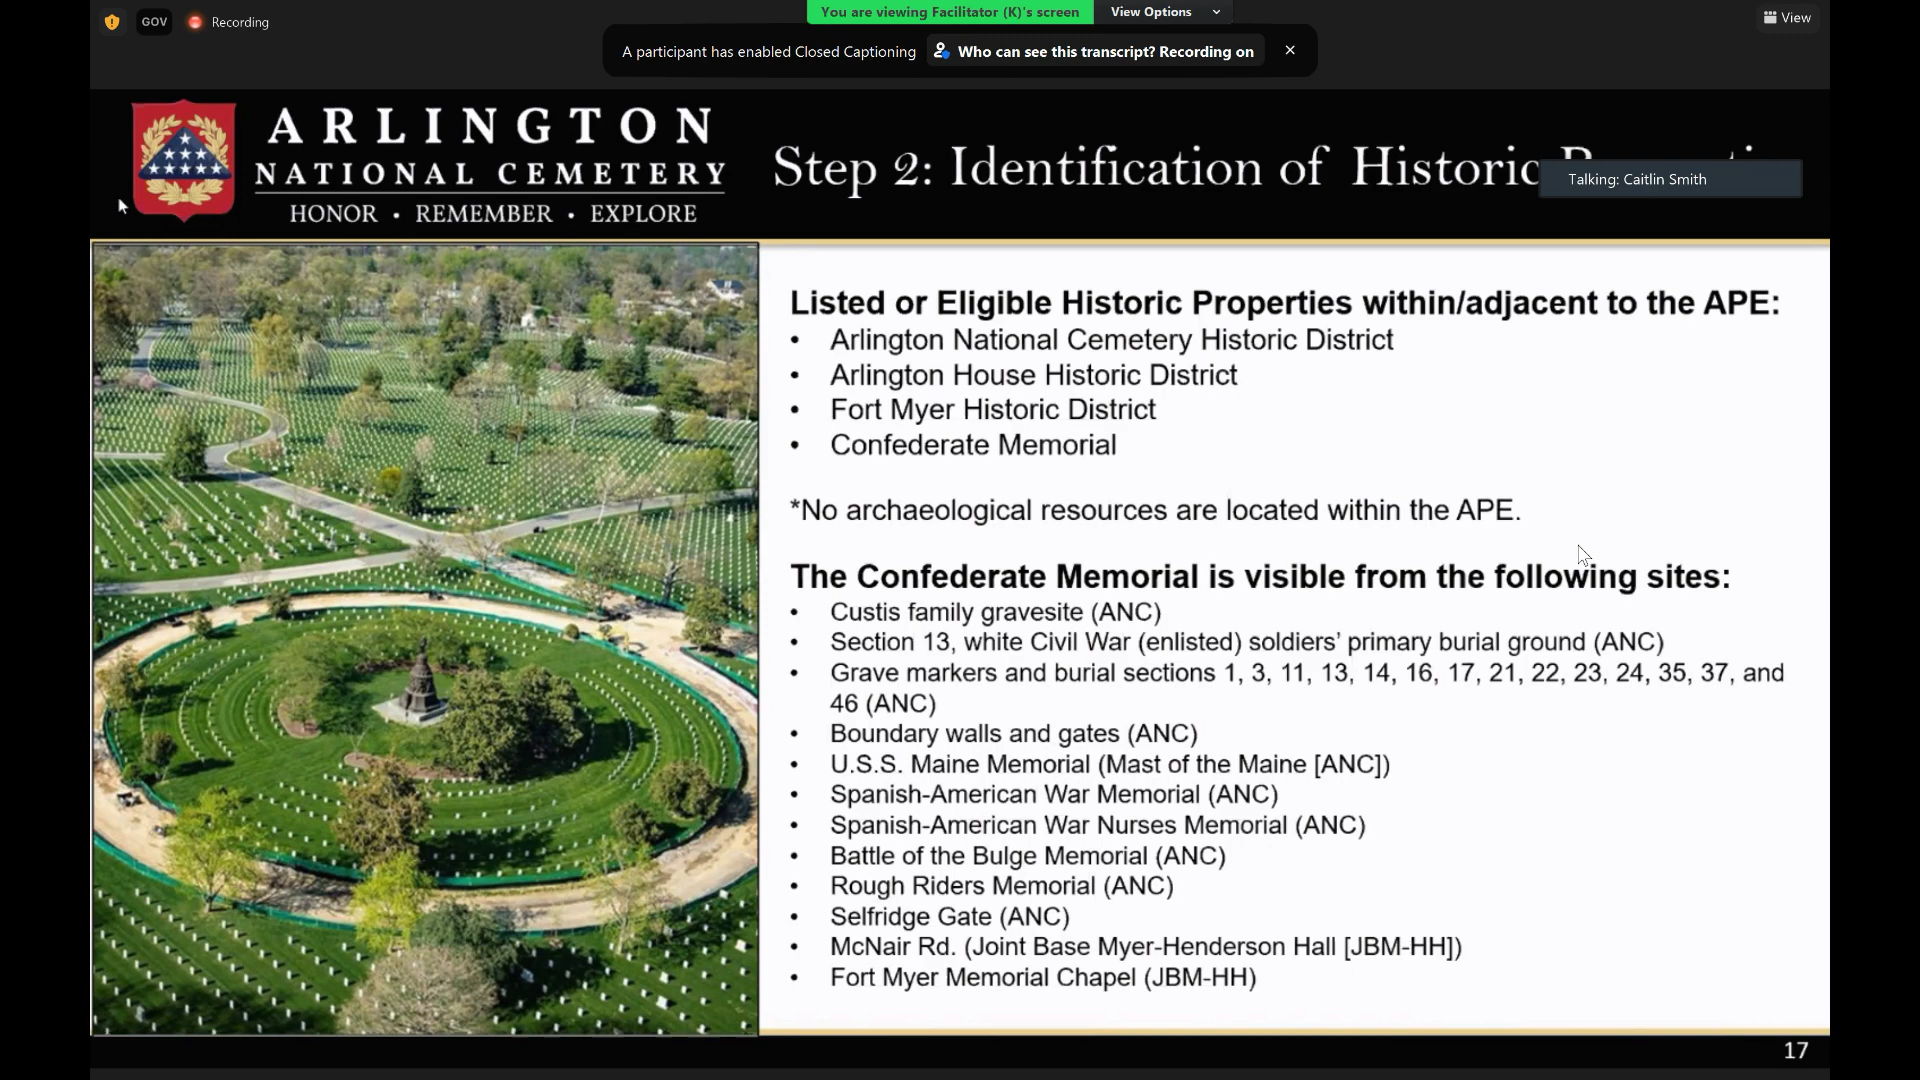 GOV
Recording
You are viewing Facilitator (K)'s screen
View Options
View
A participant has enabled Closed Captioning
Who can see this transcript? Recording on
ARLINGTON
NATIONAL CEMETERY
HONOR • REMEMBER • EXPLORE
Step 2: Identification of Historic
Talking: Caitlin Smith
Listed or Eligible Historic Properties within/adjacent to the APE:
• Arlington National Cemetery Historic District
• Arlington House Historic District
• Fort Myer Historic District
• Confederate Memorial
*No archaeological resources are located within the APE.
The Confederate Memorial is visible from the following sites:
• Custis family gravesite (ANC)
• Section 13, white Civil War (enlisted) soldiers’ primary burial ground (ANC)
• Grave markers and burial sections 1, 3, 11, 13, 14, 16, 17, 21, 22, 23, 24, 35, 37, and
46 (ANC)
• Boundary walls and gates (ANC)
• U.S.S. Maine Memorial (Mast of the Maine [ANC])
• Spanish-American War Memorial (ANC)
• Spanish-American War Nurses Memorial (ANC)
• Battle of the Bulge Memorial (ANC)
• Rough Riders Memorial (ANC)
• Selfridge Gate (ANC)
• McNair Rd. (Joint Base Myer-Henderson Hall [JBM-HH])
• Fort Myer Memorial Chapel (JBM-HH)
17